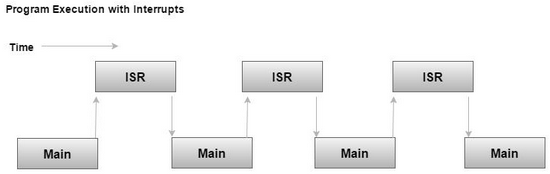 Program Execution with Interrupts
Time
ISR
ISR
ISR
Main
Main
Main
Main